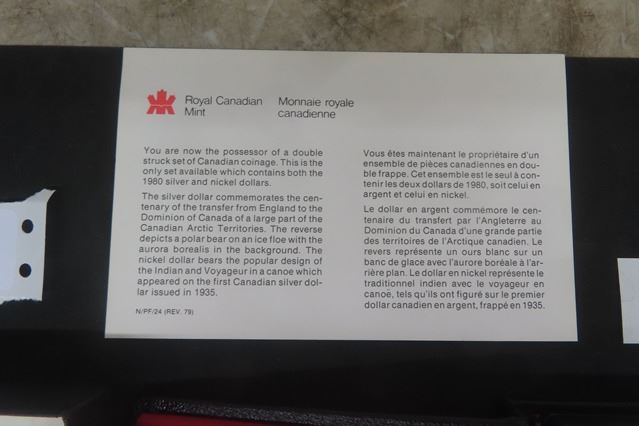 Royal Canadian
Mint
Monnaie royale
canadienne
You are now the possessor of a double
struck set of Canadian coinage. This is the
only set available which contains both the
1980 silver and nickel dollars.
The silver dollar commemorates the cen-
tenary of the transfer from England to the
Dominion of Canada of a large part of the
Canadian Arctic Territories. The reverse
depicts a polar bear on an ice floe with the
aurora borealis in the background. The
nickel dollar bears the popular design of
the Indian and Voyageur in a canoe which
appeared on the first Canadian silver dol-
lar issued in 1935.
N/PF/24 (REV. 79)
Vous êtes maintenant le propriétaire d'un
ensemble de pièces canadiennes en dou-
ble frappe. Cet ensemble est le seul à con-
tenir les deux dollars de 1980, soit celui en
argent et celui en nickel.
Le dollar en argent commémore le cen-
tenaire du transfert par l'Angleterre au
Dominion du Canada d'une grande partie
des territoires de l'Arctique canadien. Le
revers représente un ours blanc sur un
banc de glace avec l'aurore boréale à l'ar-
rière plan. Le dollar en nickel représente le
traditionnel indien avec le voyageur en
canoë, tels qu'ils ont figuré sur le premier
dollar canadien en argent, frappé en 1935.